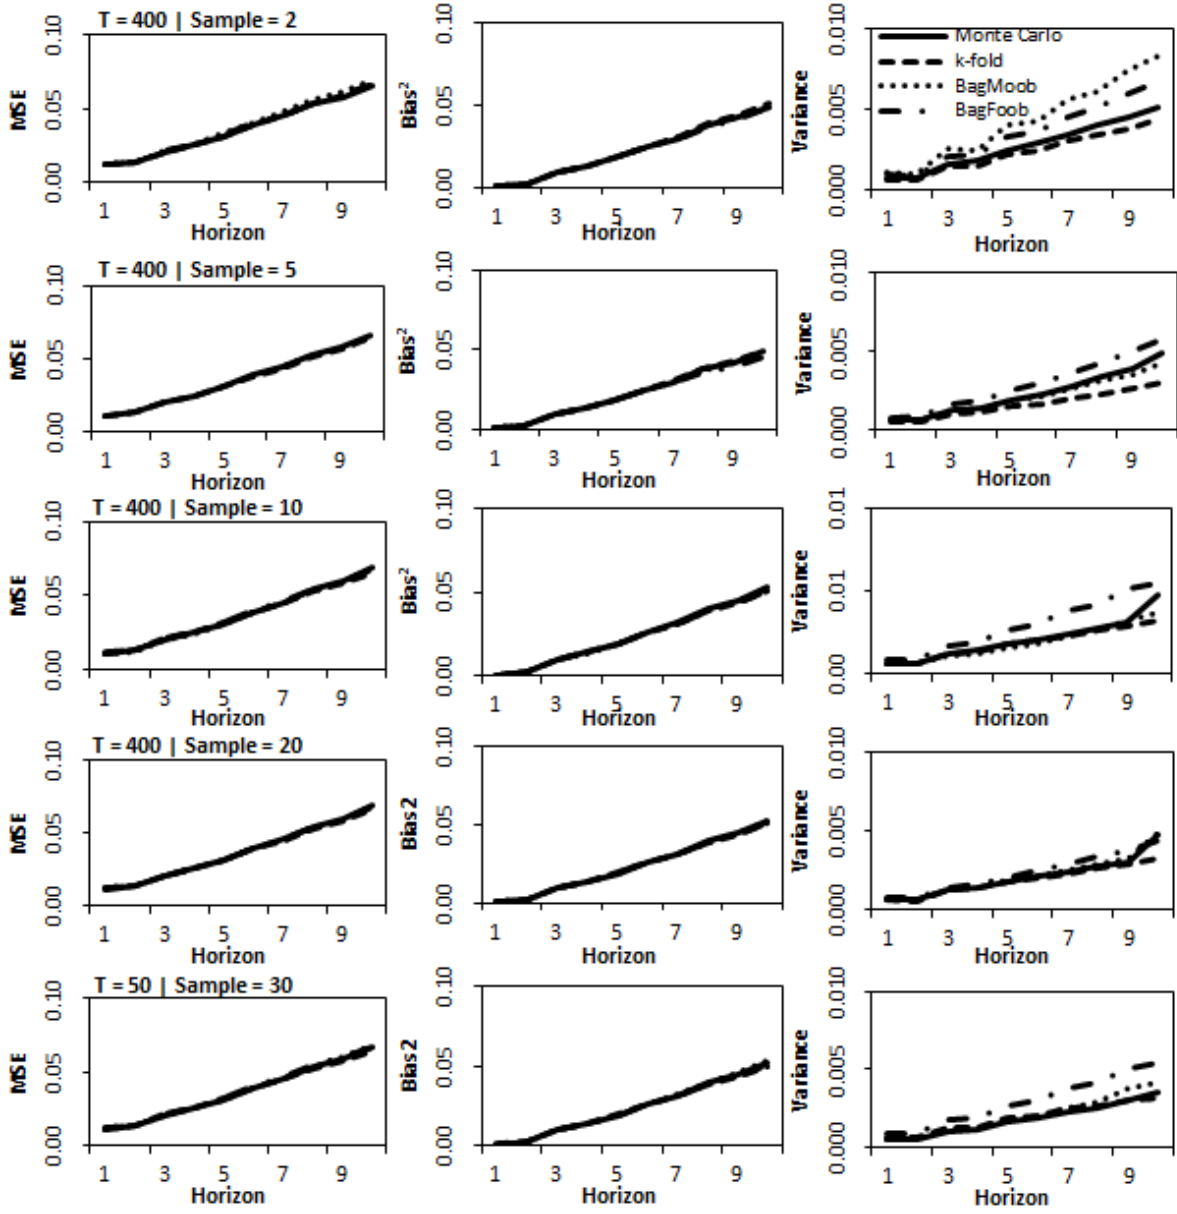 T = 400 | Sample = 2
MSE
0.10
0.05
0.00
1 3 5 7 9
Horizon
Bias²
0.10
0.05
0.00
1 3 5 7 9
Horizon
Variance
0.010
0.005
0.000
Monte Carlo
k-fold
BagMoob
BagFoob
1 3 5 7 9
Horizon
T = 400 | Sample = 5
MSE
0.10
0.05
0.00
1 3 5 7 9
Horizon
Bias²
0.10
0.05
0.00
1 3 5 7 9
Horizon
Variance
0.010
0.005
0.000
1 3 5 7 9
Horizon
T = 400 | Sample = 10
MSE
0.10
0.05
0.00
1 3 5 7 9
Horizon
Bias²
0.10
0.05
0.00
1 3 5 7 9
Horizon
Variance
0.01
0.01
0.00
1 3 5 7 9
Horizon
T = 400 | Sample = 20
MSE
0.10
0.05
0.00
1 3 5 7 9
Horizon
Bias 2
0.10
0.05
0.00
1 3 5 7 9
Horizon
Variance
0.010
0.005
0.000
1 3 5 7 9
Horizon
T = 50 | Sample = 30
MSE
0.10
0.05
0.00
1 3 5 7 9
Horizon
Bias 2
0.10
0.05
0.00
1 3 5 7 9
Horizon
Variance
0.010
0.005
0.000
1 3 5 7 9
Horizon